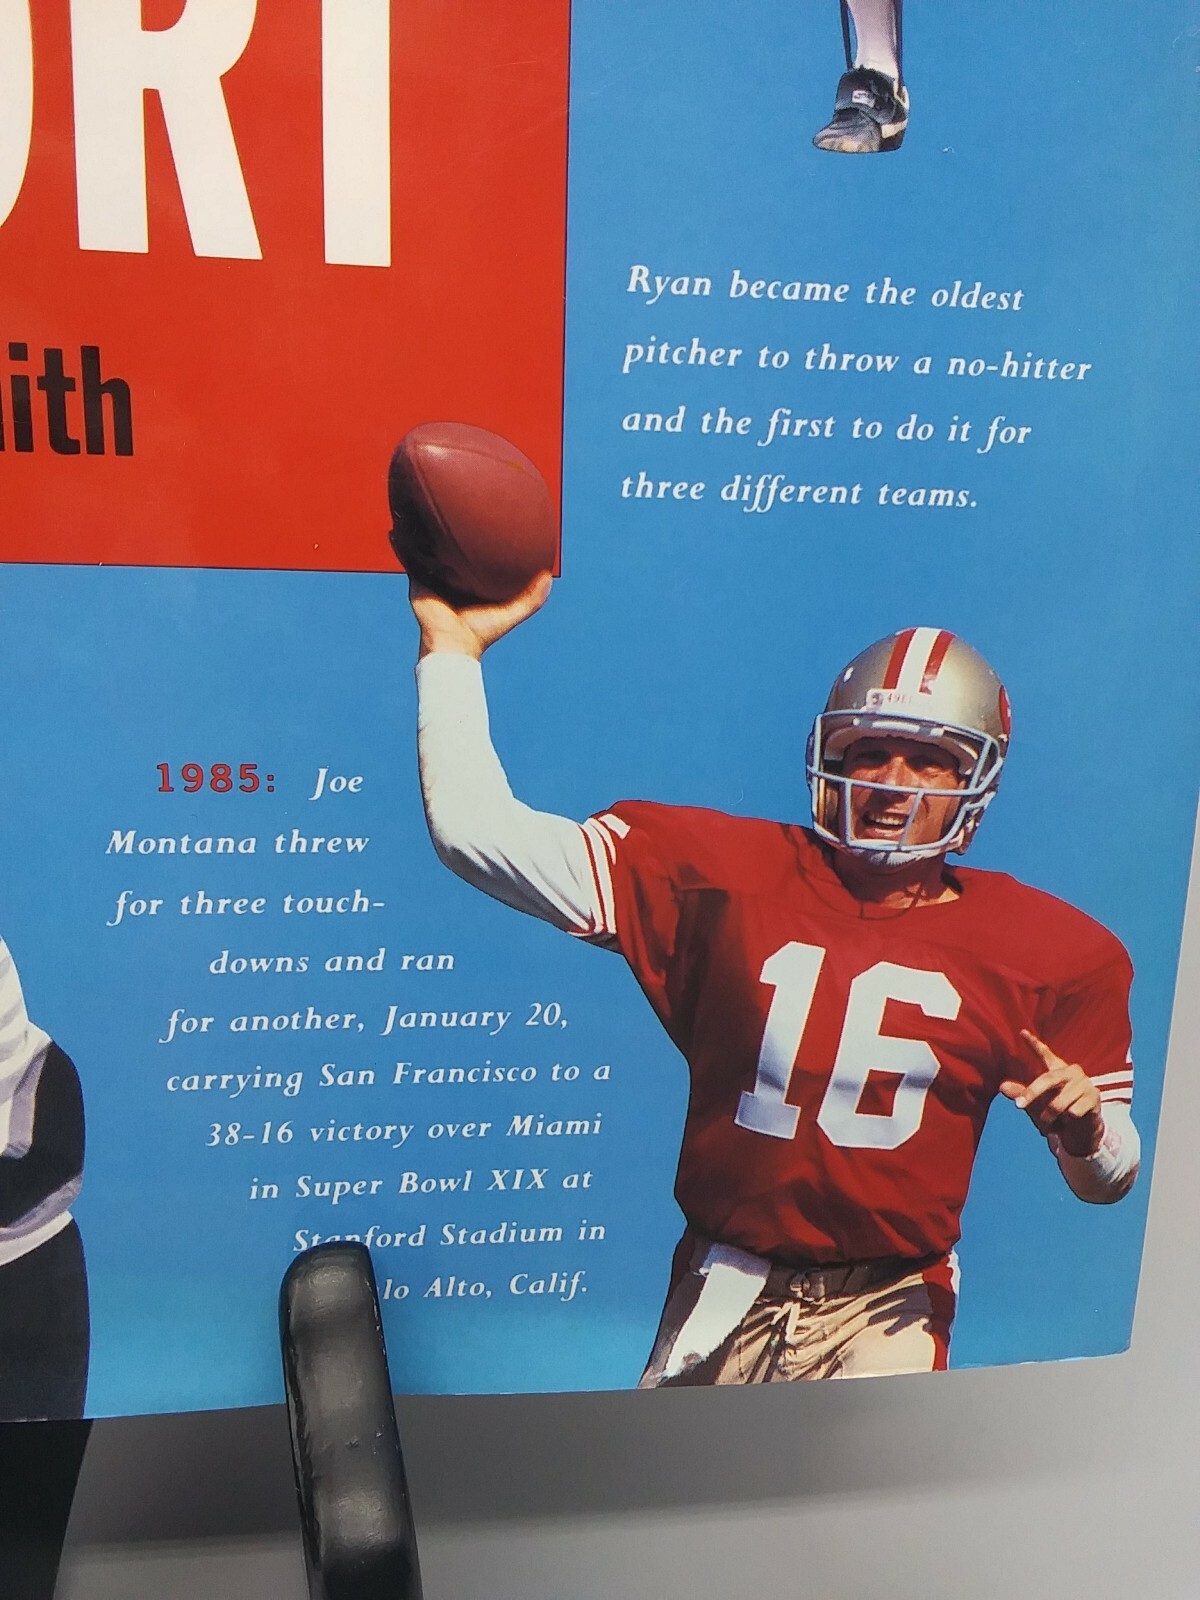 ORT
ith
Ryan became the oldest
pitcher to throw a no-hitter
and the first to do it for
three different teams.
1985: Joe
Montana threw
for three touch-
downs and ran
for another, January 20,
carrying San Francisco to a
38-16 victory over Miami
in Super Bowl XIX at
Stanford Stadium in
lo Alto, Calif.
49ers
16